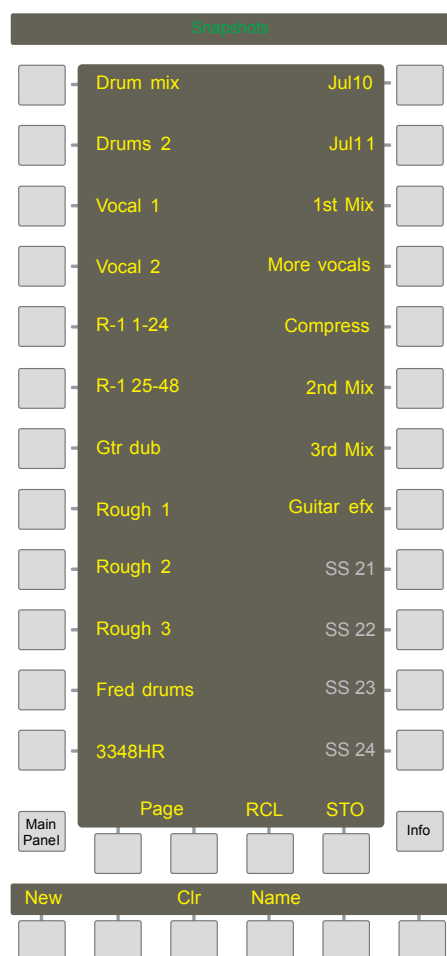 Snapshots
Drum mix Jul10
Drums 2 Jul11
Vocal 1 1st Mix
Vocal 2 More vocals
R-1 1-24 Compress
R-1 25-48 2nd Mix
Gtr dub 3rd Mix
Rough 1 Guitar efx
Rough 2 SS 21
Rough 3 SS 22
Fred drums SS 23
3348HR SS 24
Main Panel Page RCL STO Info
New Clr Name